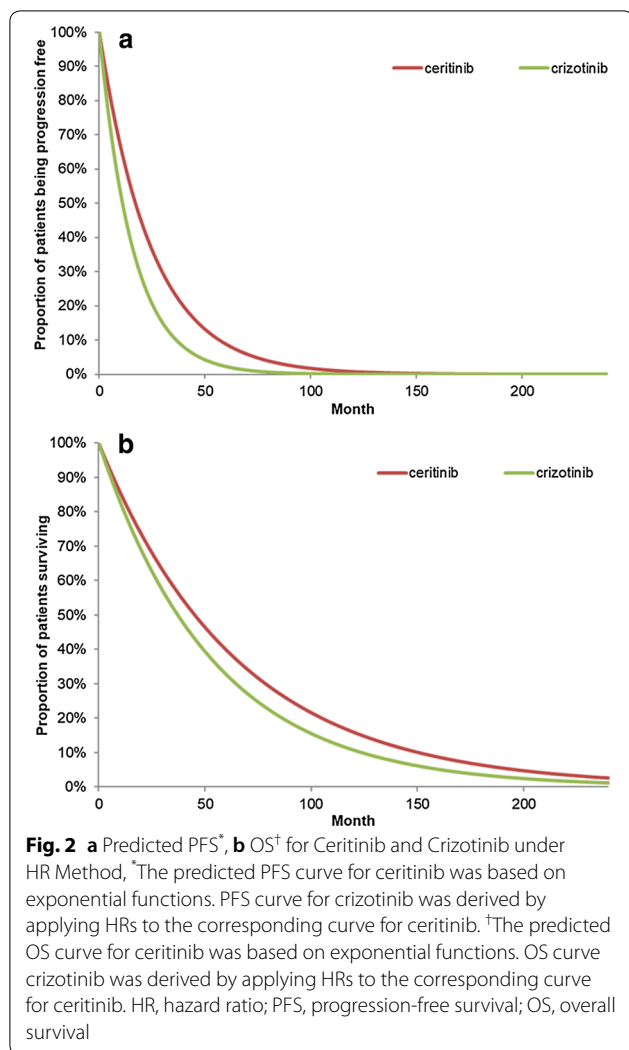 a
ceritinib crizotinib
Proportion of patients being progression free
100%
90%
80%
70%
60%
50%
40%
30%
20%
10%
0%
0 50 100 150 200
Month
b
ceritinib crizotinib
Proportion of patients surviving
100%
90%
80%
70%
60%
50%
40%
30%
20%
10%
0%
0 50 100 150 200
Month
Fig. 2 a Predicted PFS*, b OS† for Ceritinib and Crizotinib under
HR Method, *The predicted PFS curve for ceritinib was based on
exponential functions. PFS curve for crizotinib was derived by
applying HRs to the corresponding curve for ceritinib. †The predicted
OS curve for ceritinib was based on exponential functions. OS curve
crizotinib was derived by applying HRs to the corresponding curve
for ceritinib. HR, hazard ratio; PFS, progression-free survival; OS, overall
survival